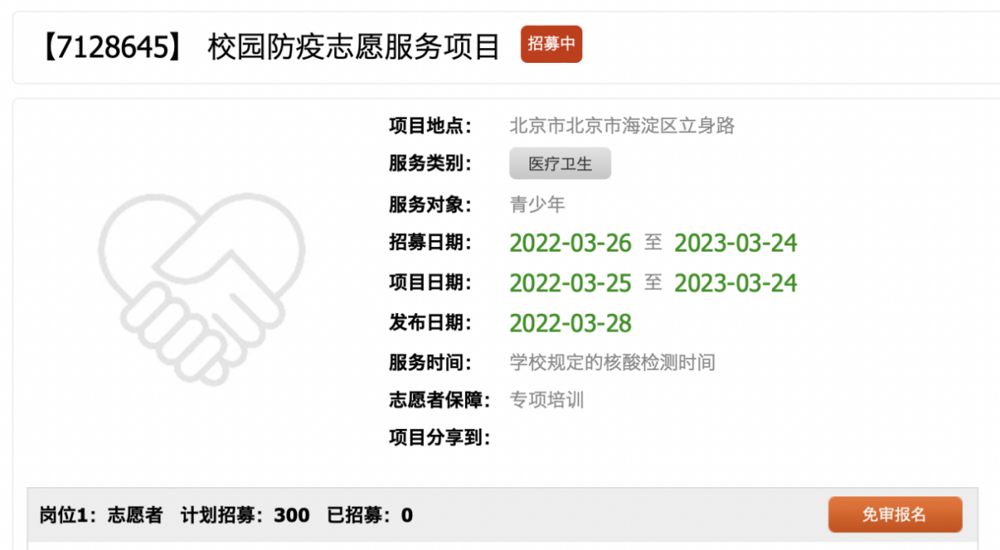 【7128645】 校园防疫志愿服务项目 招募中
项目地点： 北京市北京市海淀区立身路
服务类别： 医疗卫生
服务对象： 青少年
招募日期： 2022-03-26 至 2023-03-24
项目日期： 2022-03-25 至 2023-03-24
发布日期： 2022-03-28
服务时间： 学校规定的核酸检测时间
志愿者保障： 专项培训
项目分享到：
岗位1：志愿者 计划招募：300 已招募：0 免审报名